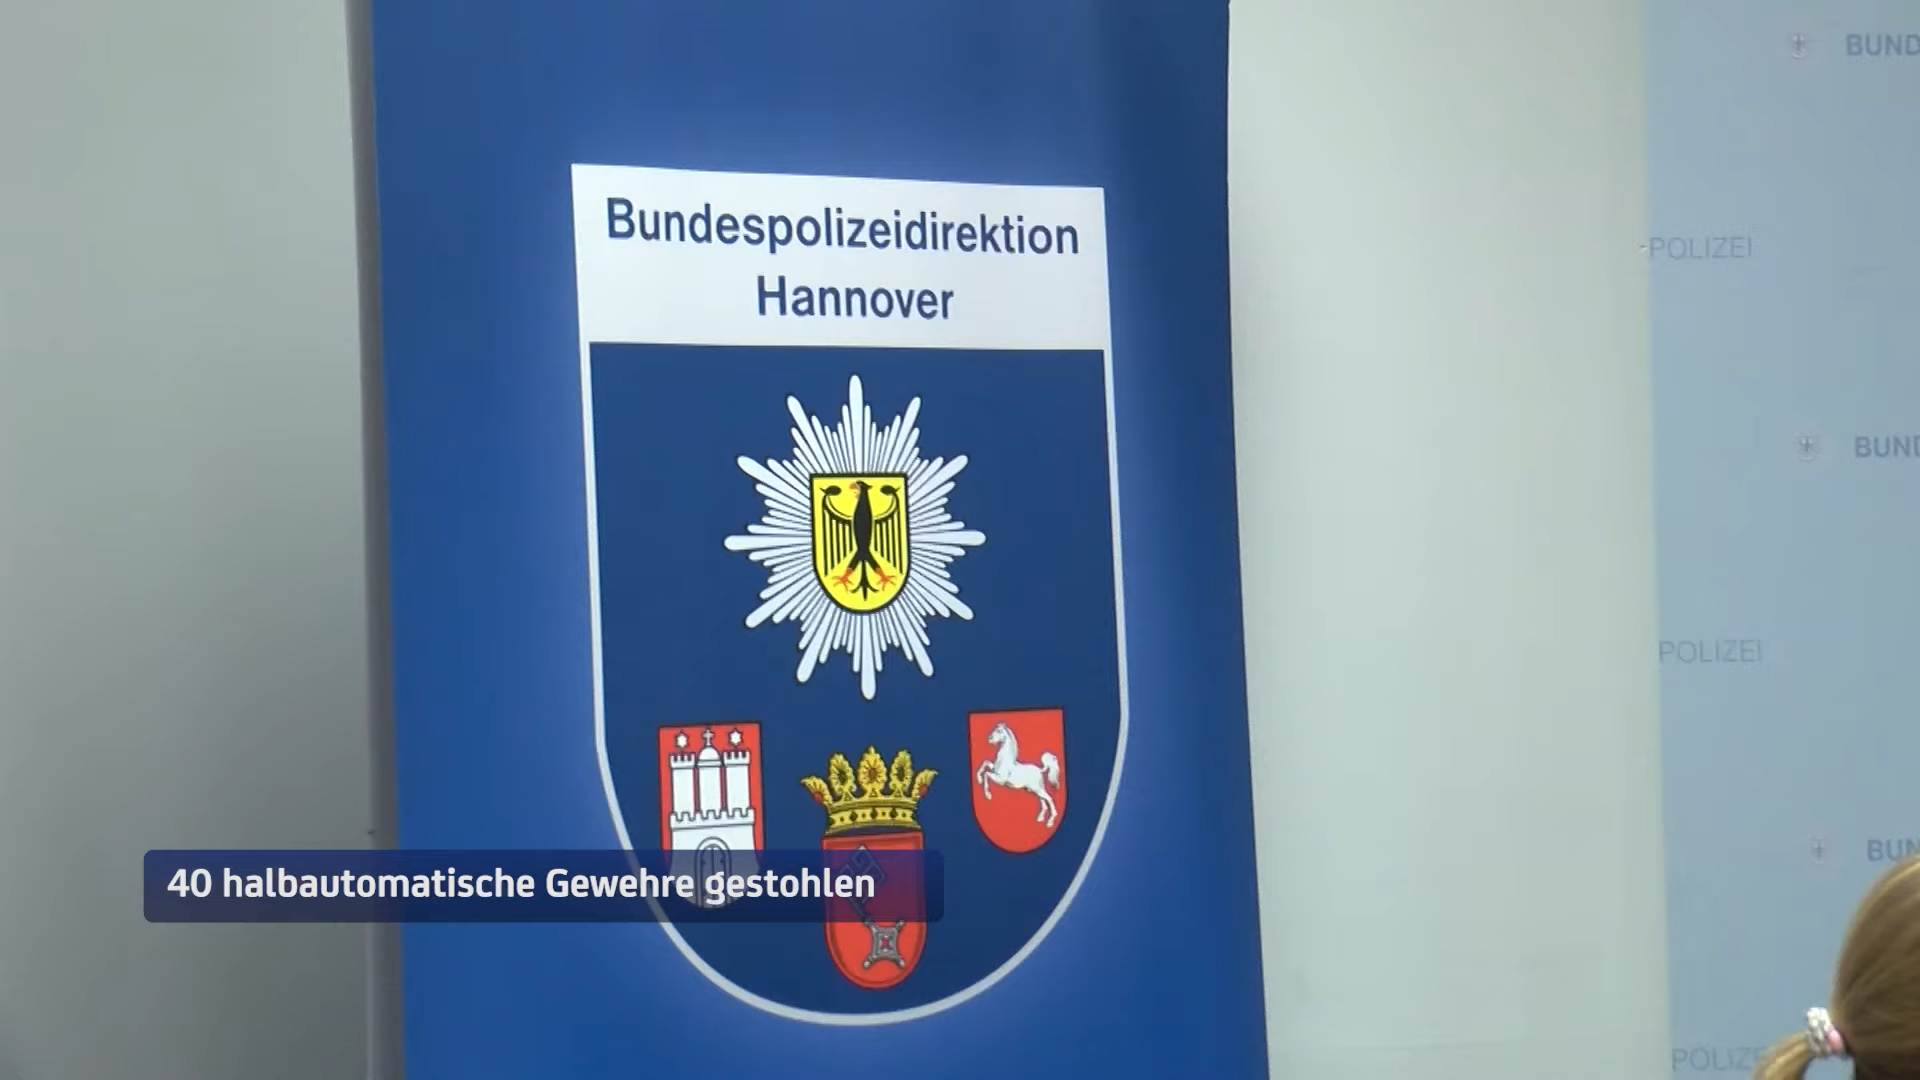 Bundespolizeidirektion
Hannover
40 halbautomatische Gewehre gestohlen
POLIZEI
POLIZEI